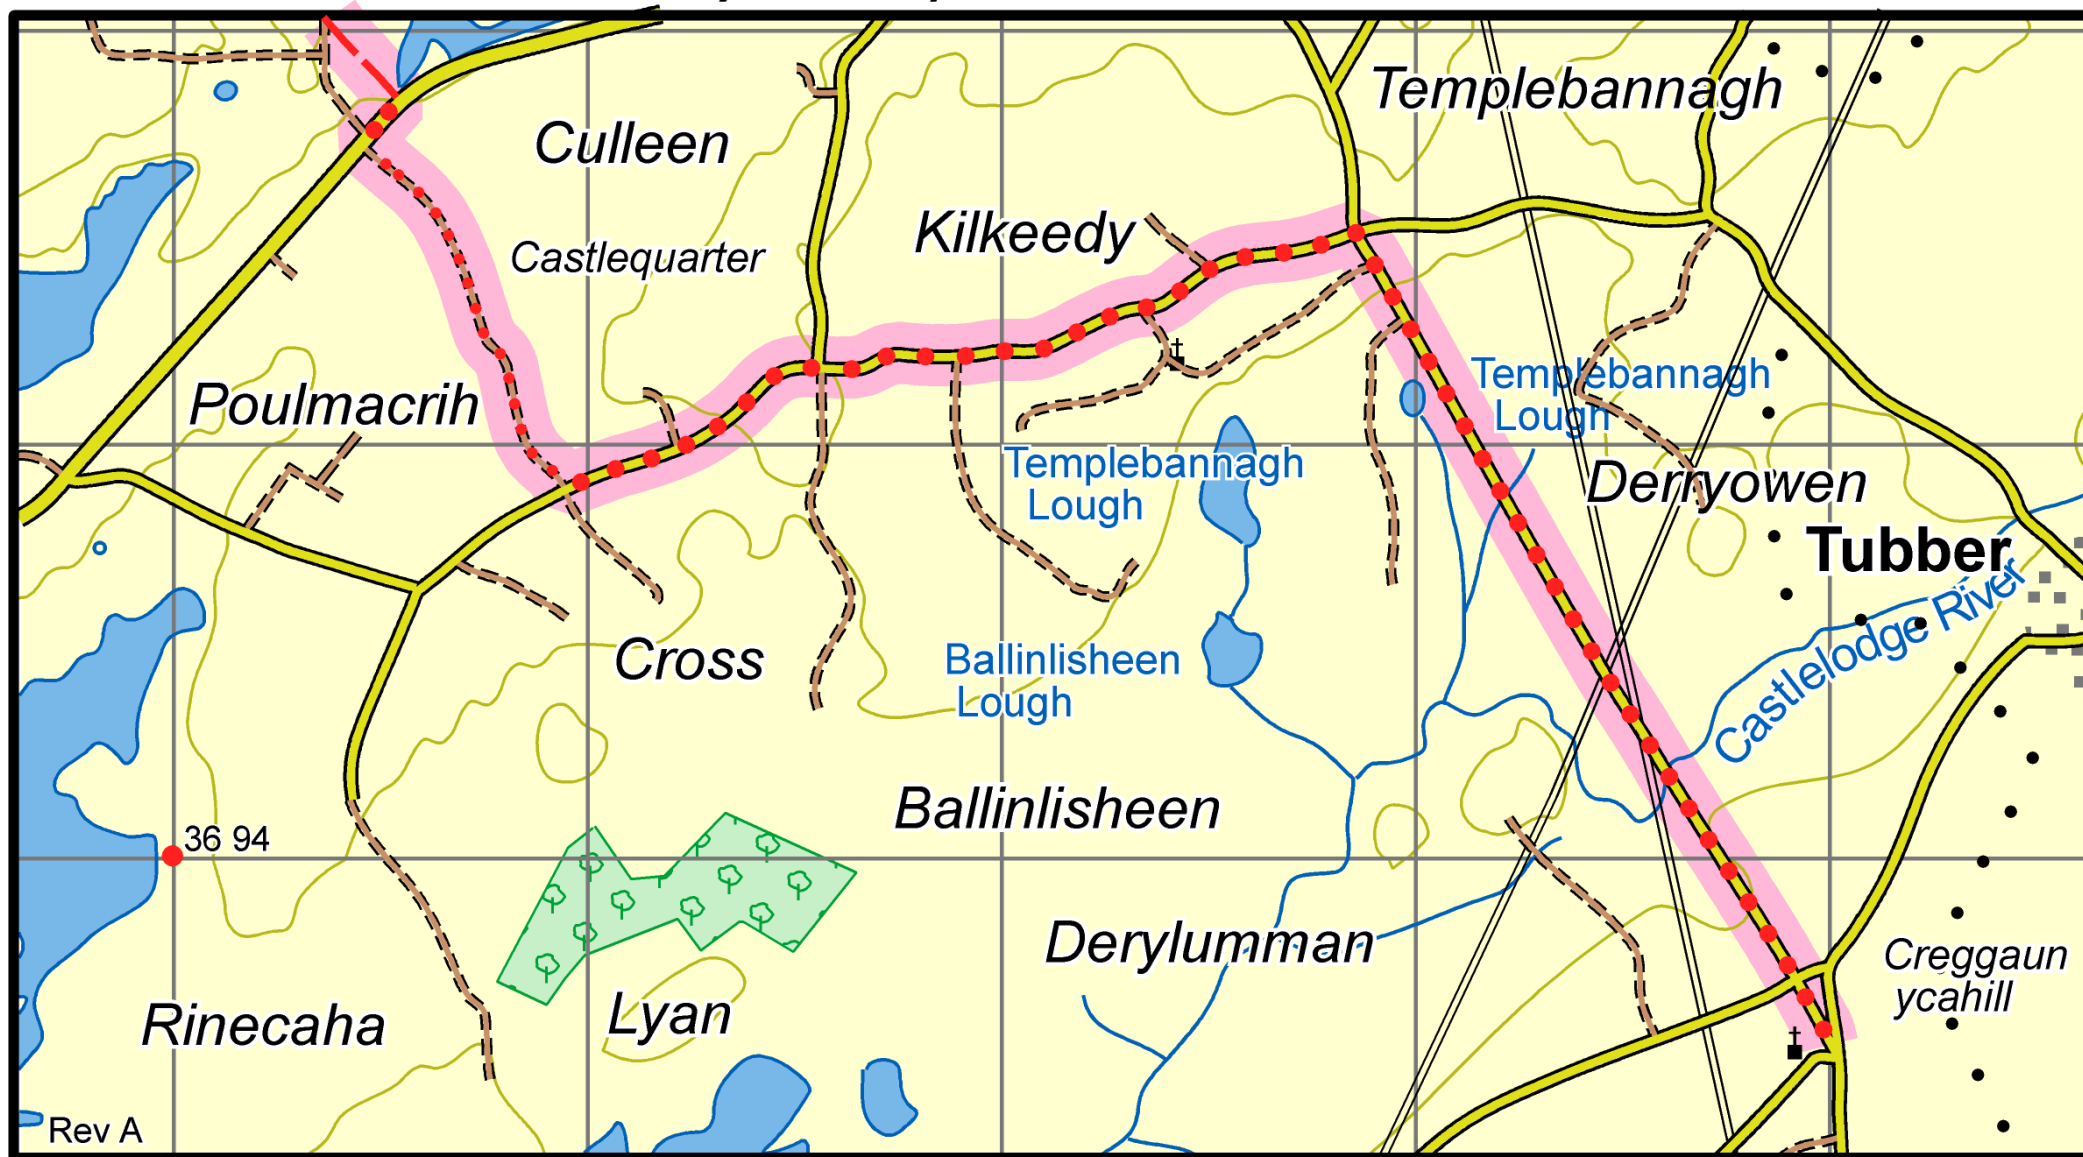 Templebannagh
Culleen
Kilkeedy
Castlequarter
Poulmacrih
Templebannagh
Lough
Templebannagh
Lough
Derryowen
Tubber
Castlelodge River
Cross
Ballinlisheen
Lough
Ballinlisheen
36 94
Derylumman
Creggaun
ycahill
Rinecaha
Lyan
Rev A